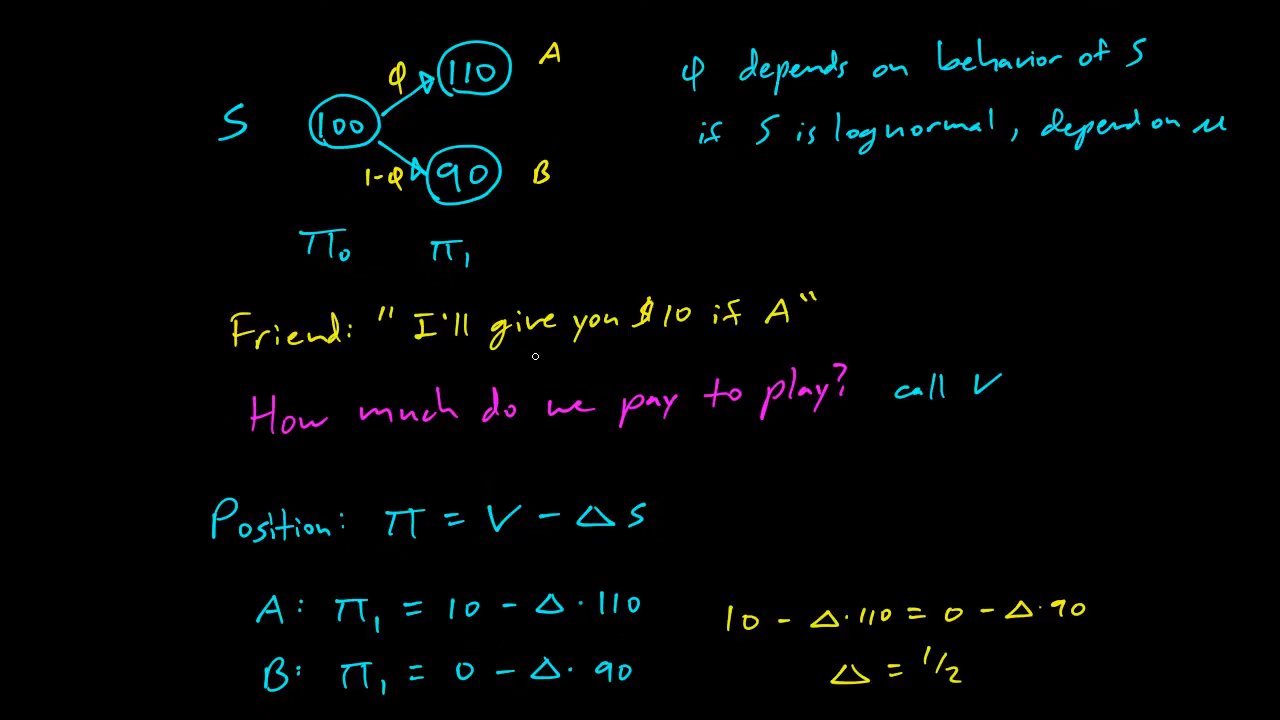 110 A
φ
S 100
1-φ 90 B
π₀ π₁
φ depends on behavior of S
if S is lognormal, depend on μ
Friend: "I'll give you $10 if A"
How much do we pay to play? call V
Position: π = V - Δ S
A: π₁ = 10 - Δ · 110
B: π₁ = 0 - Δ · 90
10 - Δ · 110 = 0 - Δ · 90
Δ = 1/2